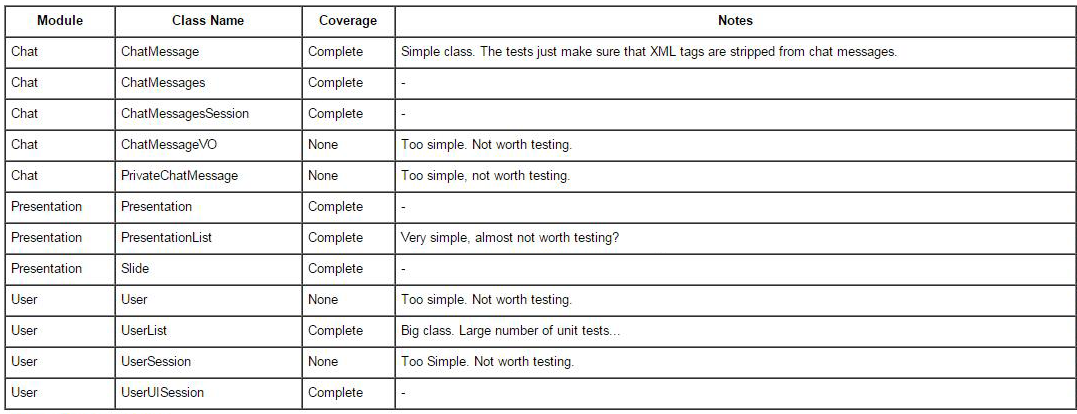 Module Class Name Coverage Notes
Chat ChatMessage Complete Simple class. The tests just make sure that XML tags are stripped from chat messages.
Chat ChatMessages Complete -
Chat ChatMessagesSession Complete -
Chat ChatMessageVO None Too simple. Not worth testing.
Chat PrivateChatMessage None Too simple, not worth testing.
Presentation Presentation Complete -
Presentation PresentationList Complete Very simple, almost not worth testing?
Presentation Slide Complete -
User User None Too simple. Not worth testing.
User UserList Complete Big class. Large number of unit tests...
User UserSession None Too Simple. Not worth testing.
User UserUISession Complete -